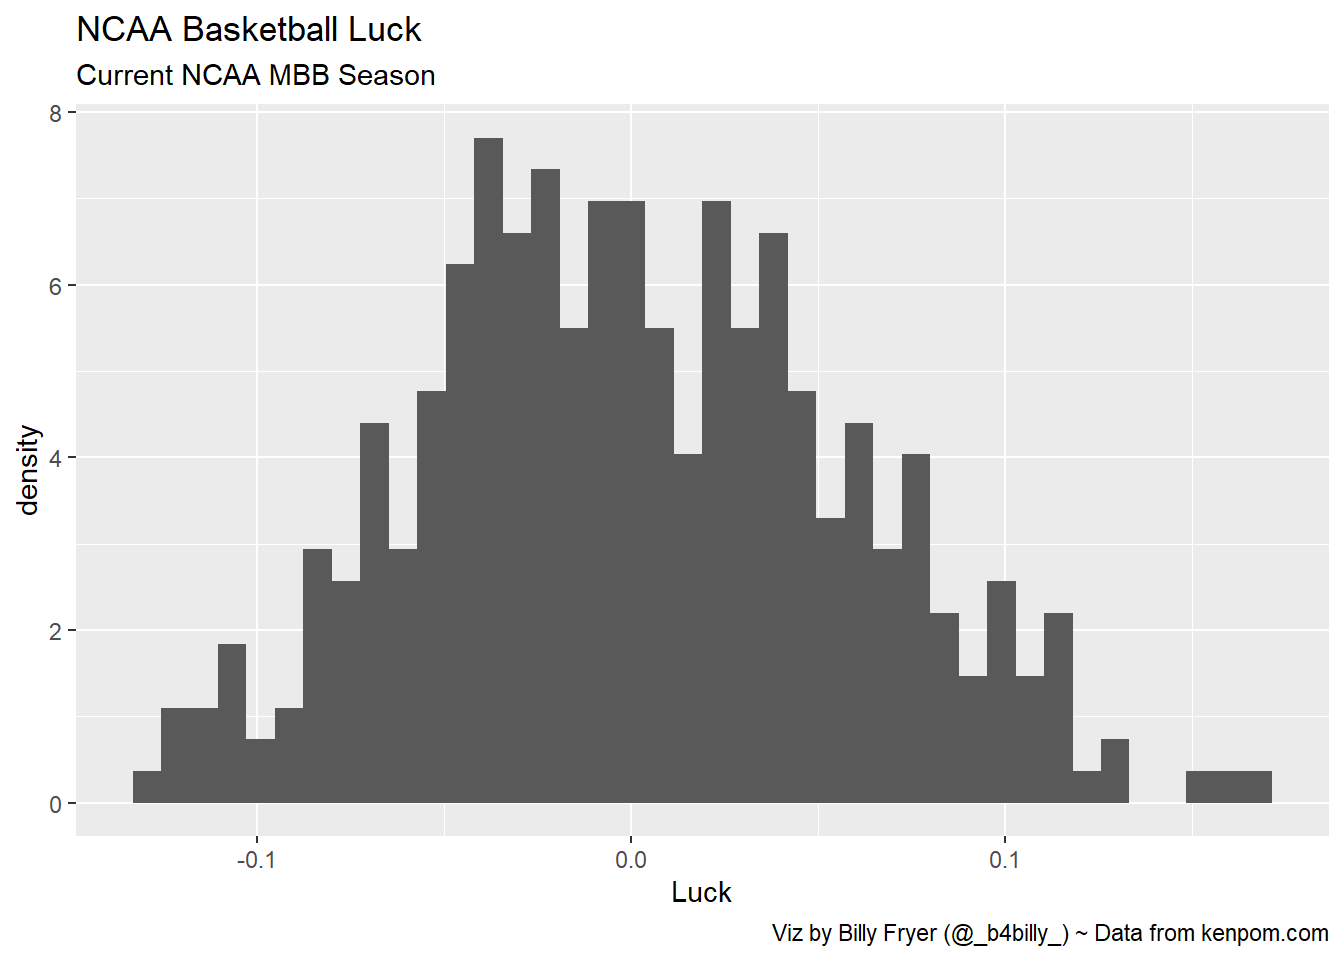 NCAA Basketball Luck
Current NCAA MBB Season
8
6
4
2
0
density
-0.1 0.0 0.1
Luck
Viz by Billy Fryer (@_b4billy_) ~ Data from kenpom.com